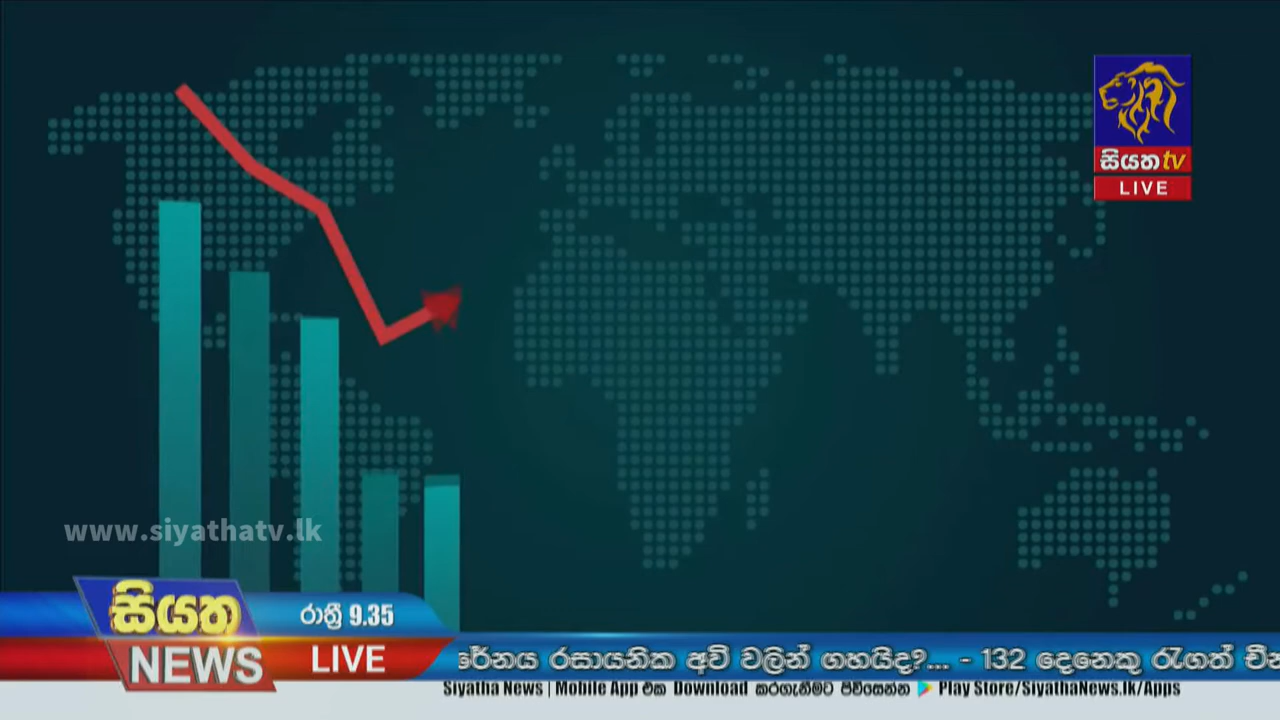 සියත tv
LIVE
www.siyathatv.lk
සියත
NEWS
රාත්‍රී 9.35
LIVE
රේනය රසායනික අවි වලින් ගහයිද?... - 132 දෙනෙකු රැගත් චීන
Siyatha News | Mobile App එක Download කරගැනීමට පිවිසෙන්න Play Store/SiyathaNews.lk/Apps